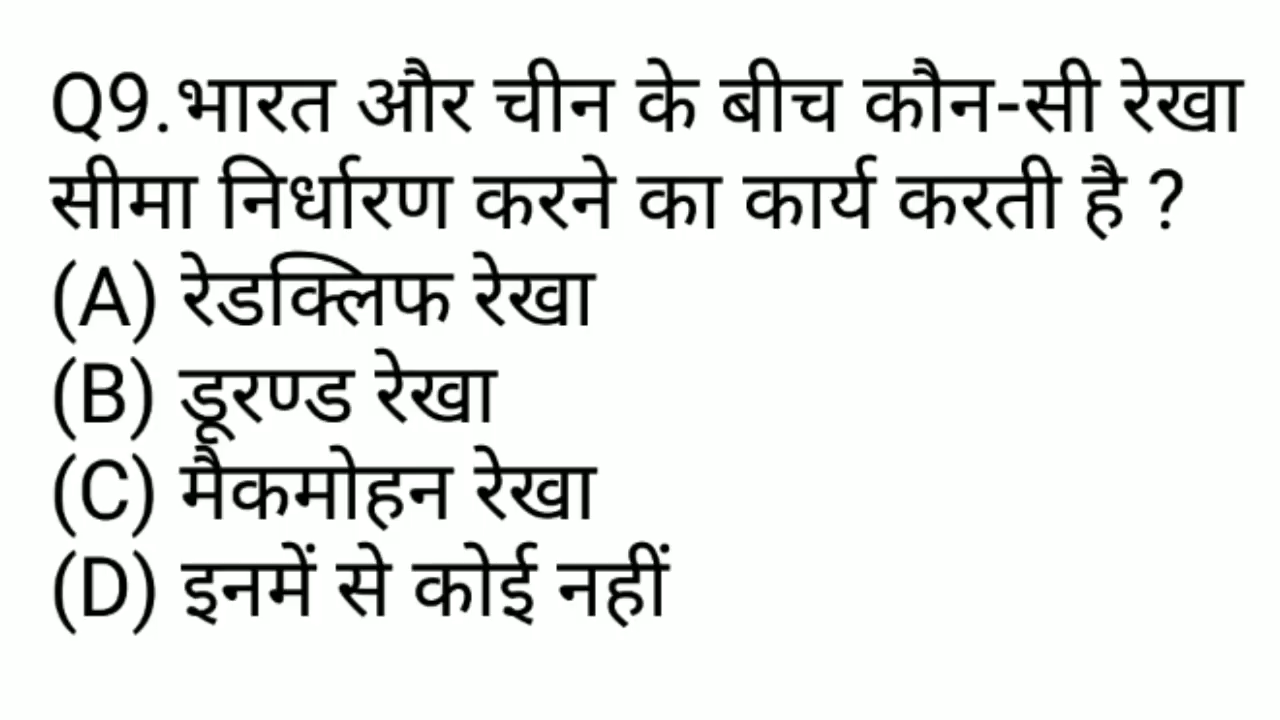 Q9.भारत और चीन के बीच कौन-सी रेखा
सीमा निर्धारण करने का कार्य करती है ?
(A) रेडक्लिफ रेखा
(B) डूरण्ड रेखा
(C) मैकमोहन रेखा
(D) इनमें से कोई नहीं